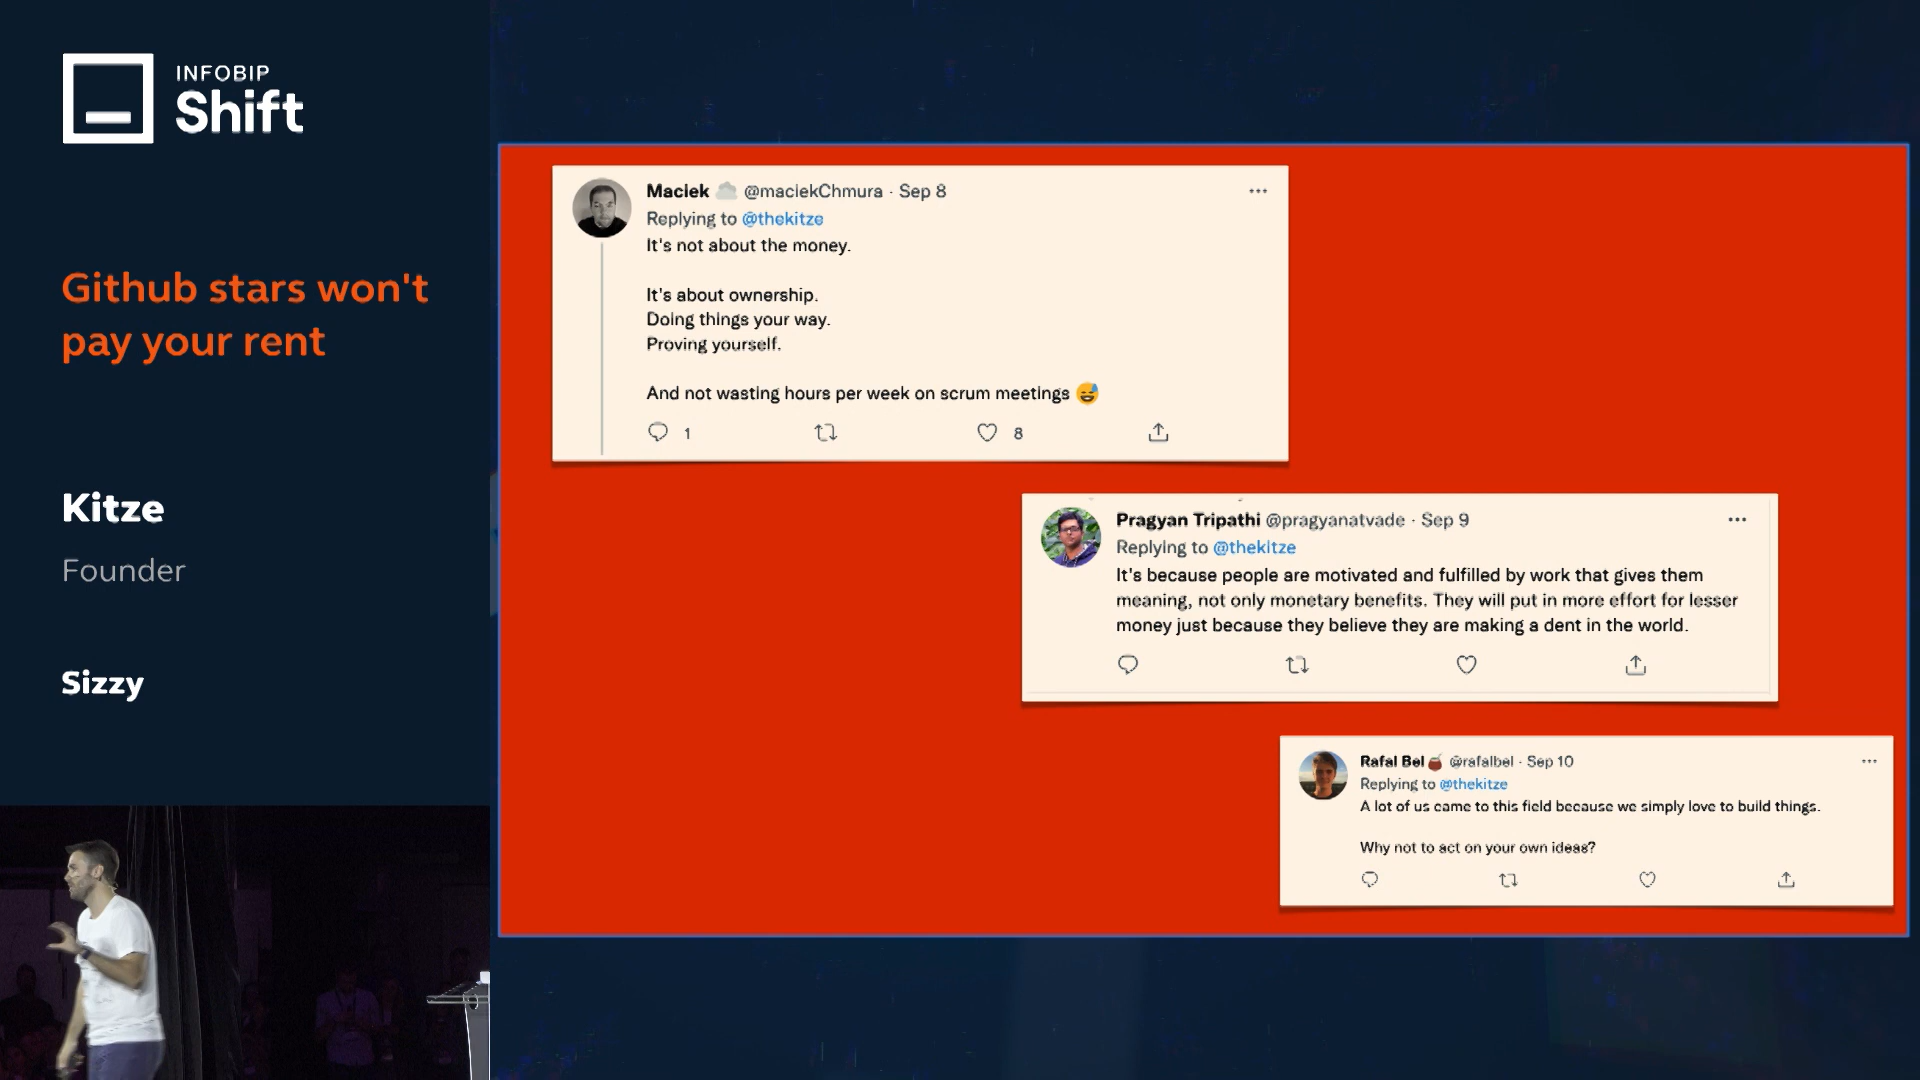 INFOBIP
Shift
Github stars won't
pay your rent
Kitze
Founder
Sizzy
Maciek @maciekChmura · Sep 8
Replying to @thekitze
It's not about the money.
It's about ownership.
Doing things your way.
Proving yourself.
And not wasting hours per week on scrum meetings 😅
1
8
Pragyan Tripathi @pragyanatvade · Sep 9
Replying to @thekitze
It's because people are motivated and fulfilled by work that gives them
meaning, not only monetary benefits. They will put in more effort for lesser
money just because they believe they are making a dent in the world.
Rafal Bel @rafalbel · Sep 10
Replying to @thekitze
A lot of us came to this field because we simply love to build things.
Why not to act on your own ideas?